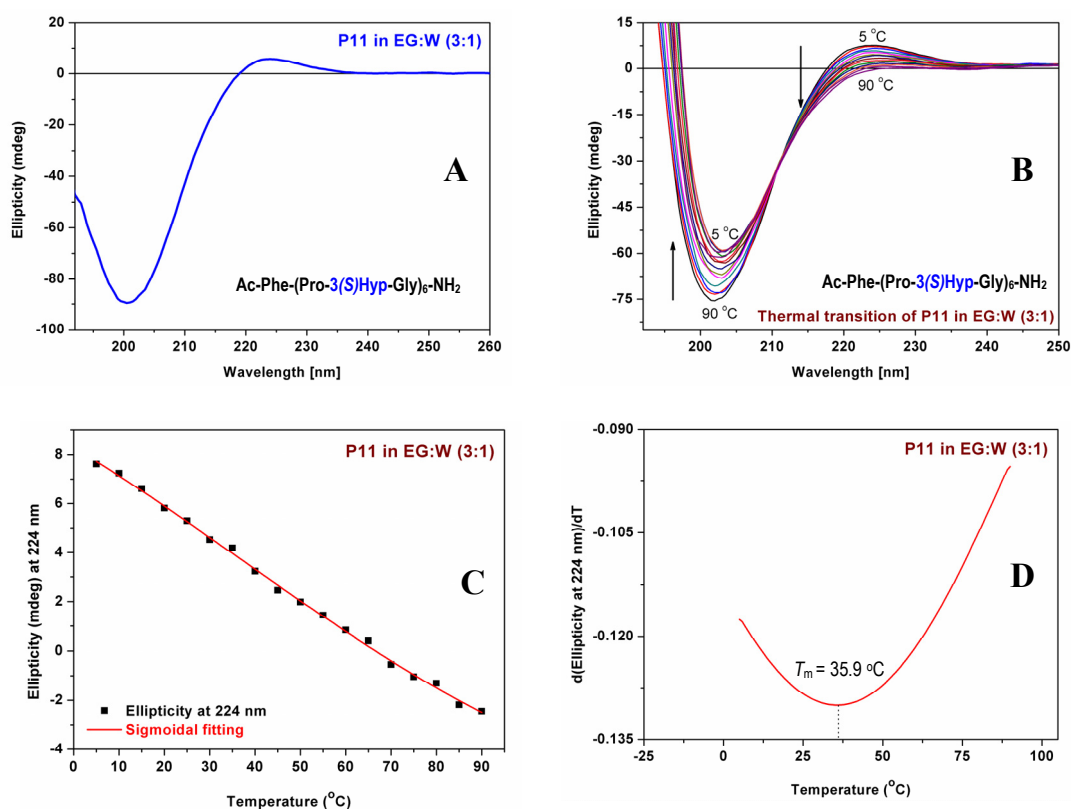 P11 in EG:W (3:1)
20
0
-20
-40
-60
-80
-100
Ellipticity (mdeg)
A
Ac-Phe-(Pro-3(S)Hyp-Gly)6-NH2
200 210 220 230 240 250 260
Wavelength [nm]
15
0
-15
-30
-45
-60
-75
Ellipticity (mdeg)
5 °C
90 °C
B
5 °C
90 °C
Ac-Phe-(Pro-3(S)Hyp-Gly)6-NH2
Thermal transition of P11 in EG:W (3:1)
200 210 220 230 240 250
Wavelength [nm]
P11 in EG:W (3:1)
8
6
4
2
0
-2
-4
Ellipticity (mdeg) at 224 nm
C
Ellipticity at 224 nm
Sigmoidal fitting
0 10 20 30 40 50 60 70 80 90
Temperature (°C)
P11 in EG:W (3:1)
-0.090
-0.105
-0.120
-0.135
d(Ellipticity at 224 nm)/dT
D
Tm = 35.9 °C
-25 0 25 50 75 100
Temperature (°C)